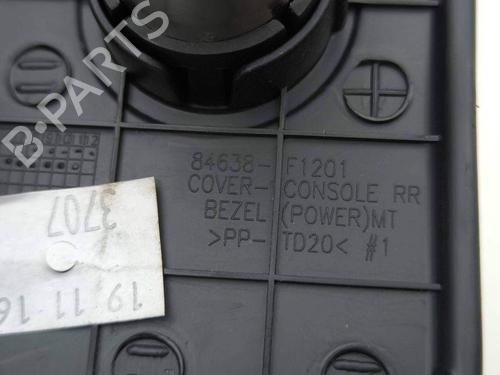 B-PARTS
84638- F1201
COVER- CONSOLE RR
BEZEL (POWER)MT
>PP- TD20< #1
3707
19 11 16